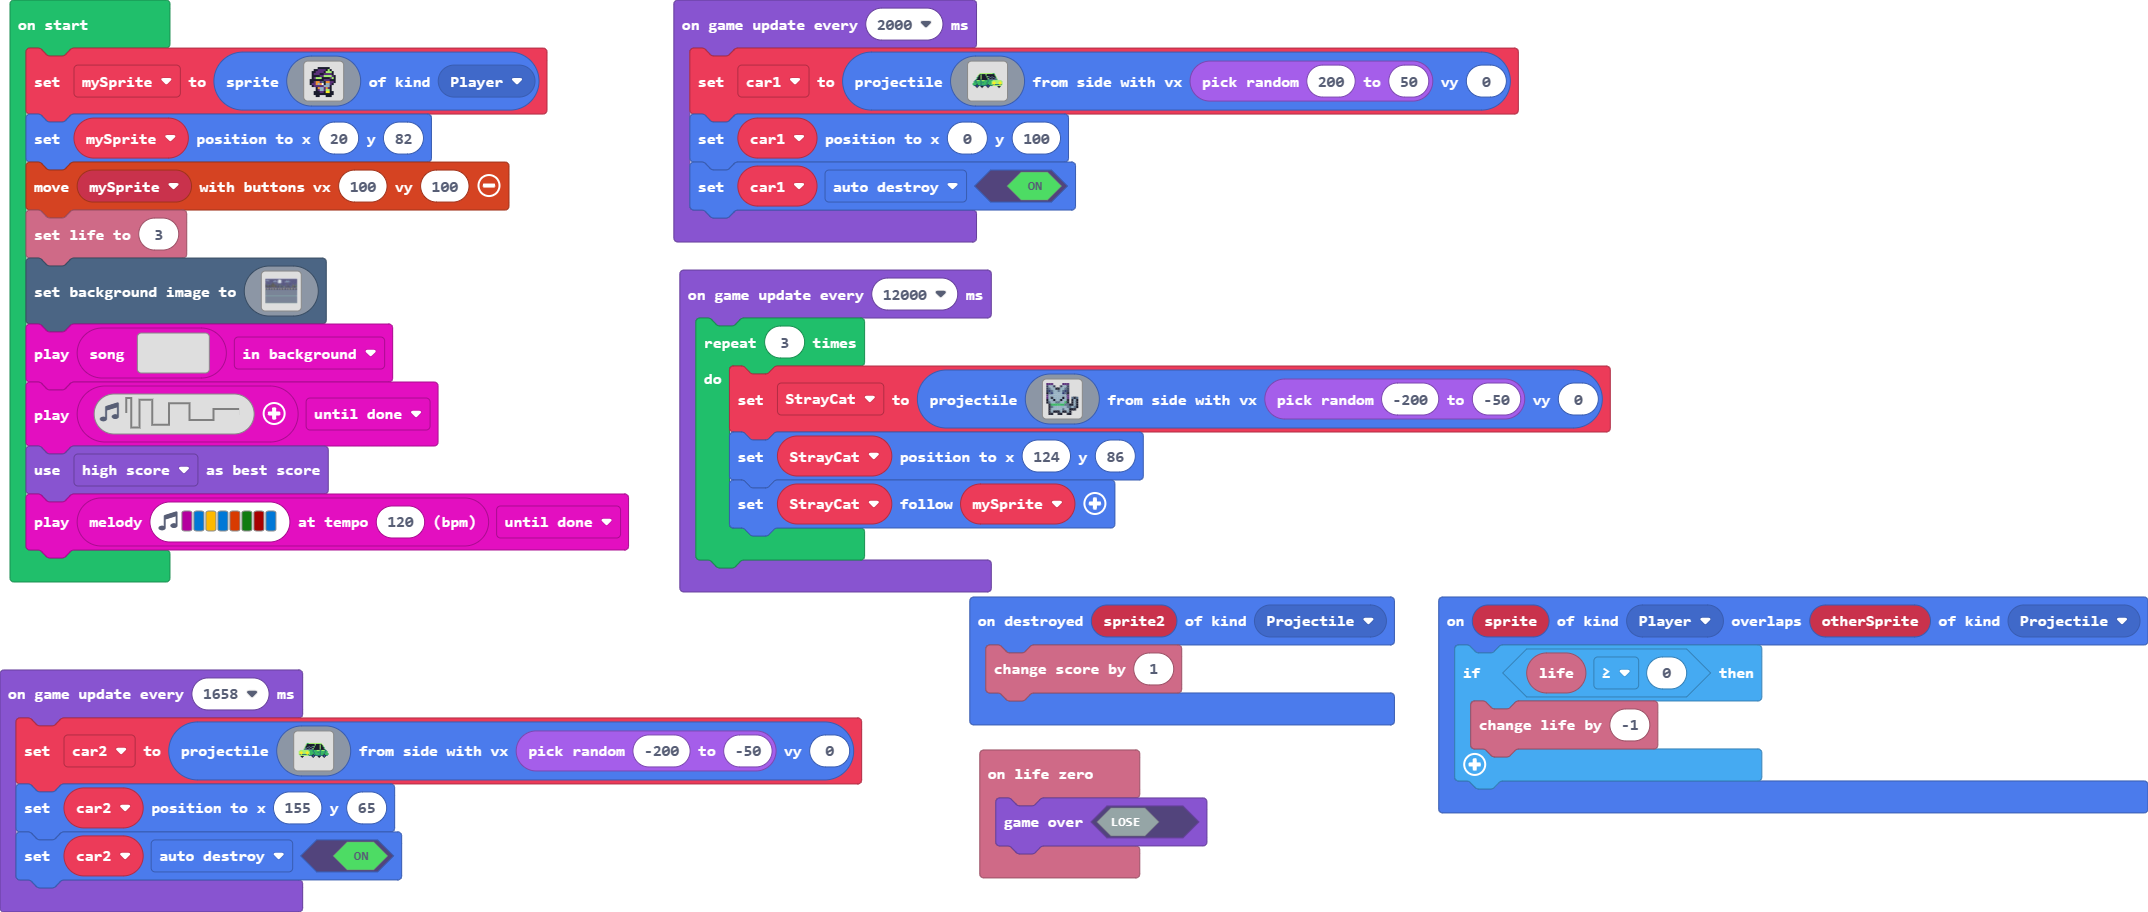 on start
set mySprite to sprite of kind Player
set mySprite position to x 20 y 82
move mySprite with buttons vx 100 vy 100
set life to 3
set background image to
play song in background
play until done
use high score as best score
play melody at tempo 120 (bpm) until done
on game update every 2000 ms
set car1 to projectile from side with vx pick random 200 to 50 vy 0
set car1 position to x 0 y 100
set car1 auto destroy ON
on game update every 12000 ms
repeat 3 times
do
set StrayCat to projectile from side with vx pick random -200 to -50 vy 0
set StrayCat position to x 124 y 86
set StrayCat follow mySprite
on game update every 1658 ms
set car2 to projectile from side with vx pick random -200 to -50 vy 0
set car2 position to x 155 y 65
set car2 auto destroy ON
on destroyed sprite2 of kind Projectile
change score by 1
on life zero
game over LOSE
on sprite of kind Player overlaps otherSprite of kind Projectile
if life ≥ 0 then
change life by -1